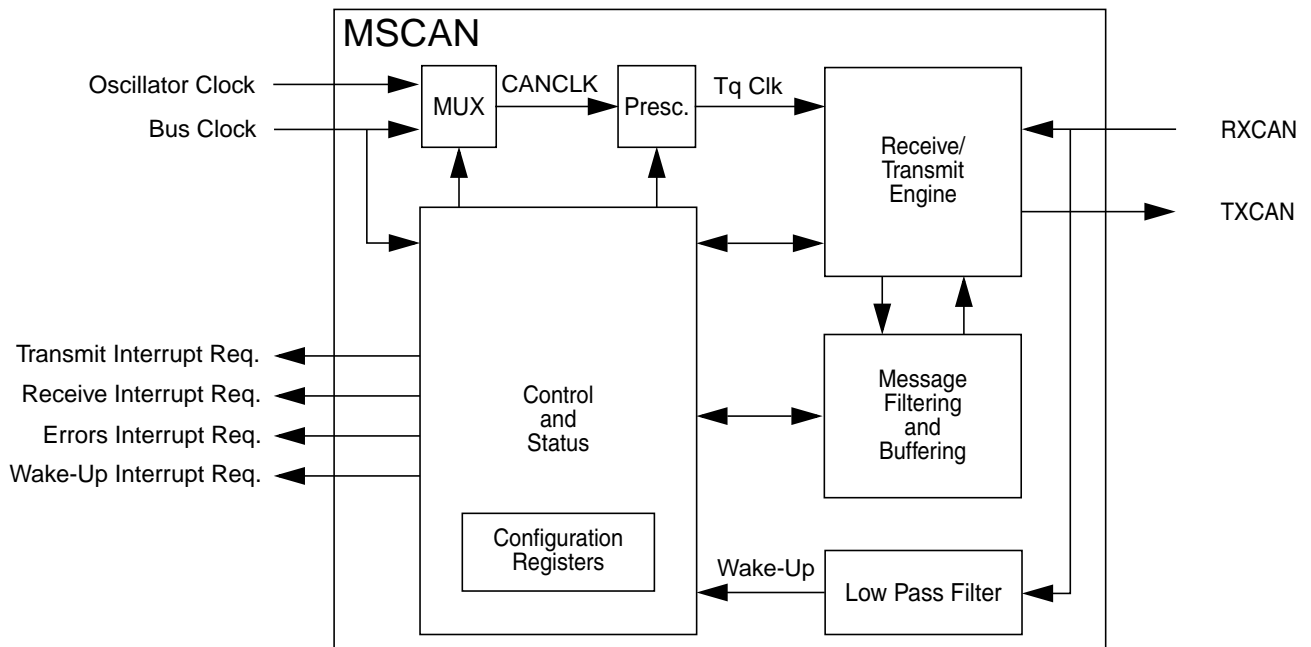 MSCAN
Oscillator Clock
Bus Clock
MUX
CANCLK
Presc.
Tq Clk
Receive/
Transmit
Engine
RXCAN
TXCAN
Transmit Interrupt Req.
Receive Interrupt Req.
Errors Interrupt Req.
Wake-Up Interrupt Req.
Control
and
Status
Message
Filtering
and
Buffering
Configuration
Registers
Wake-Up
Low Pass Filter